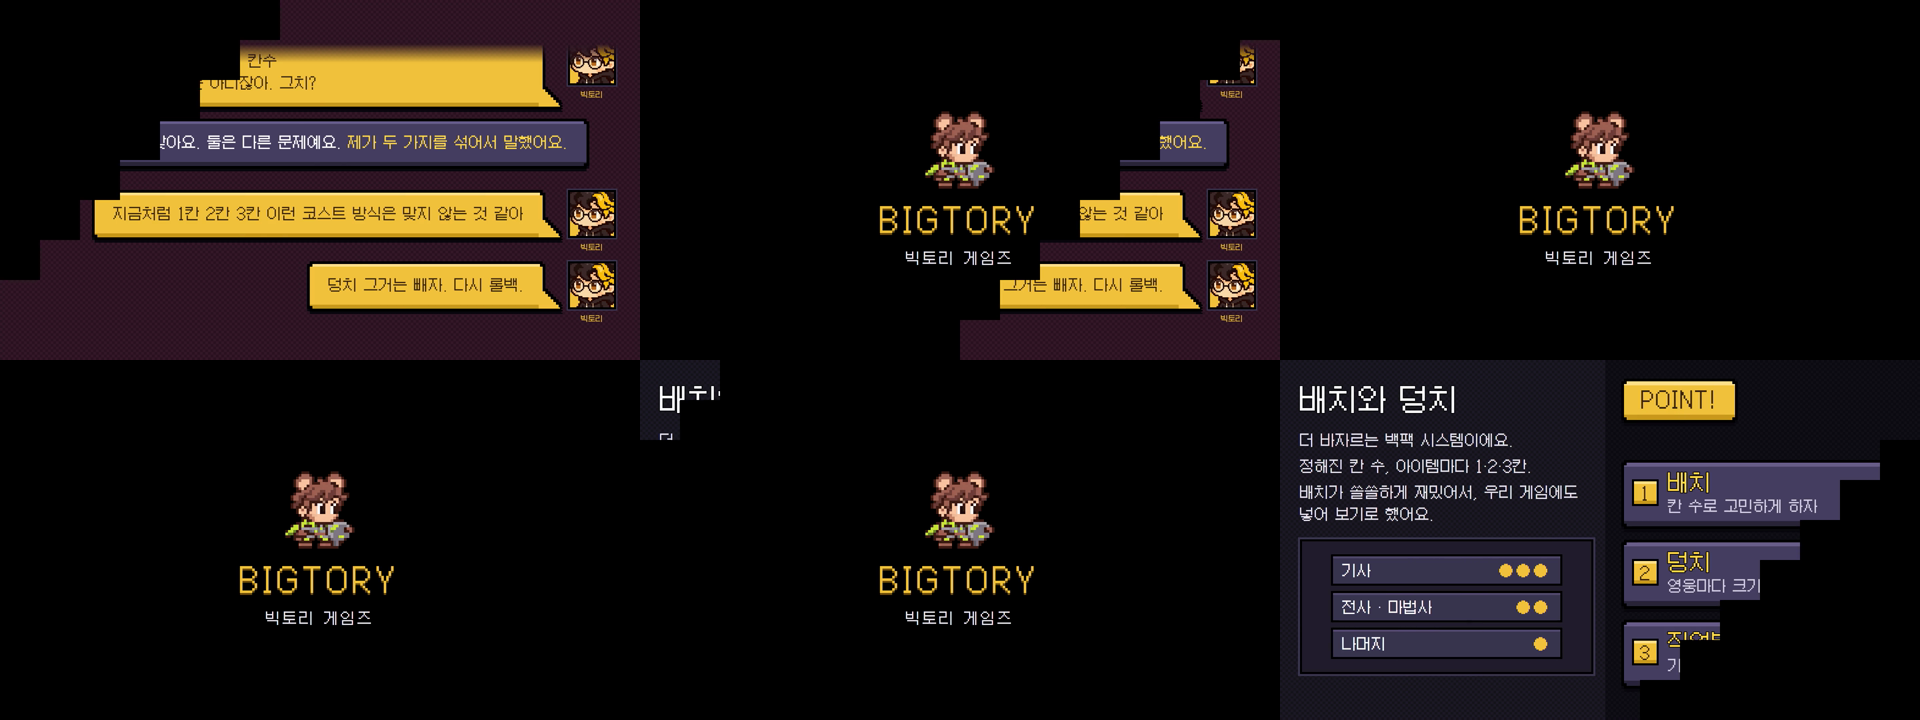 칸수
아니잖아. 그치?
빅토리
맞아요. 둘은 다른 문제예요. 제가 두 가지를 섞어서 말했어요.
지금처럼 1칸 2칸 3칸 이런 코스트 방식은 맞지 않는 것 같아
빅토리
덩치 그거는 빼자. 다시 롤백.
빅토리
BIGTORY
빅토리 게임즈
빅토리
했어요.
않는 것 같아
빅토리
그거는 빼자. 다시 롤백.
빅토리
BIGTORY
빅토리 게임즈
BIGTORY
빅토리 게임즈
더
BIGTORY
빅토리 게임즈
배치와 덩치
더 바자르는 백팩 시스템이에요.
정해진 칸 수, 아이템마다 1·2·3칸.
배치가 쏠쏠하게 재밌어서, 우리 게임에도
넣어 보기로 했어요.
기사
전사 · 마법사
나머지
POINT!
1 배치
칸 수로 고민하게 하자
2 덩치
영웅마다 크기
3
기